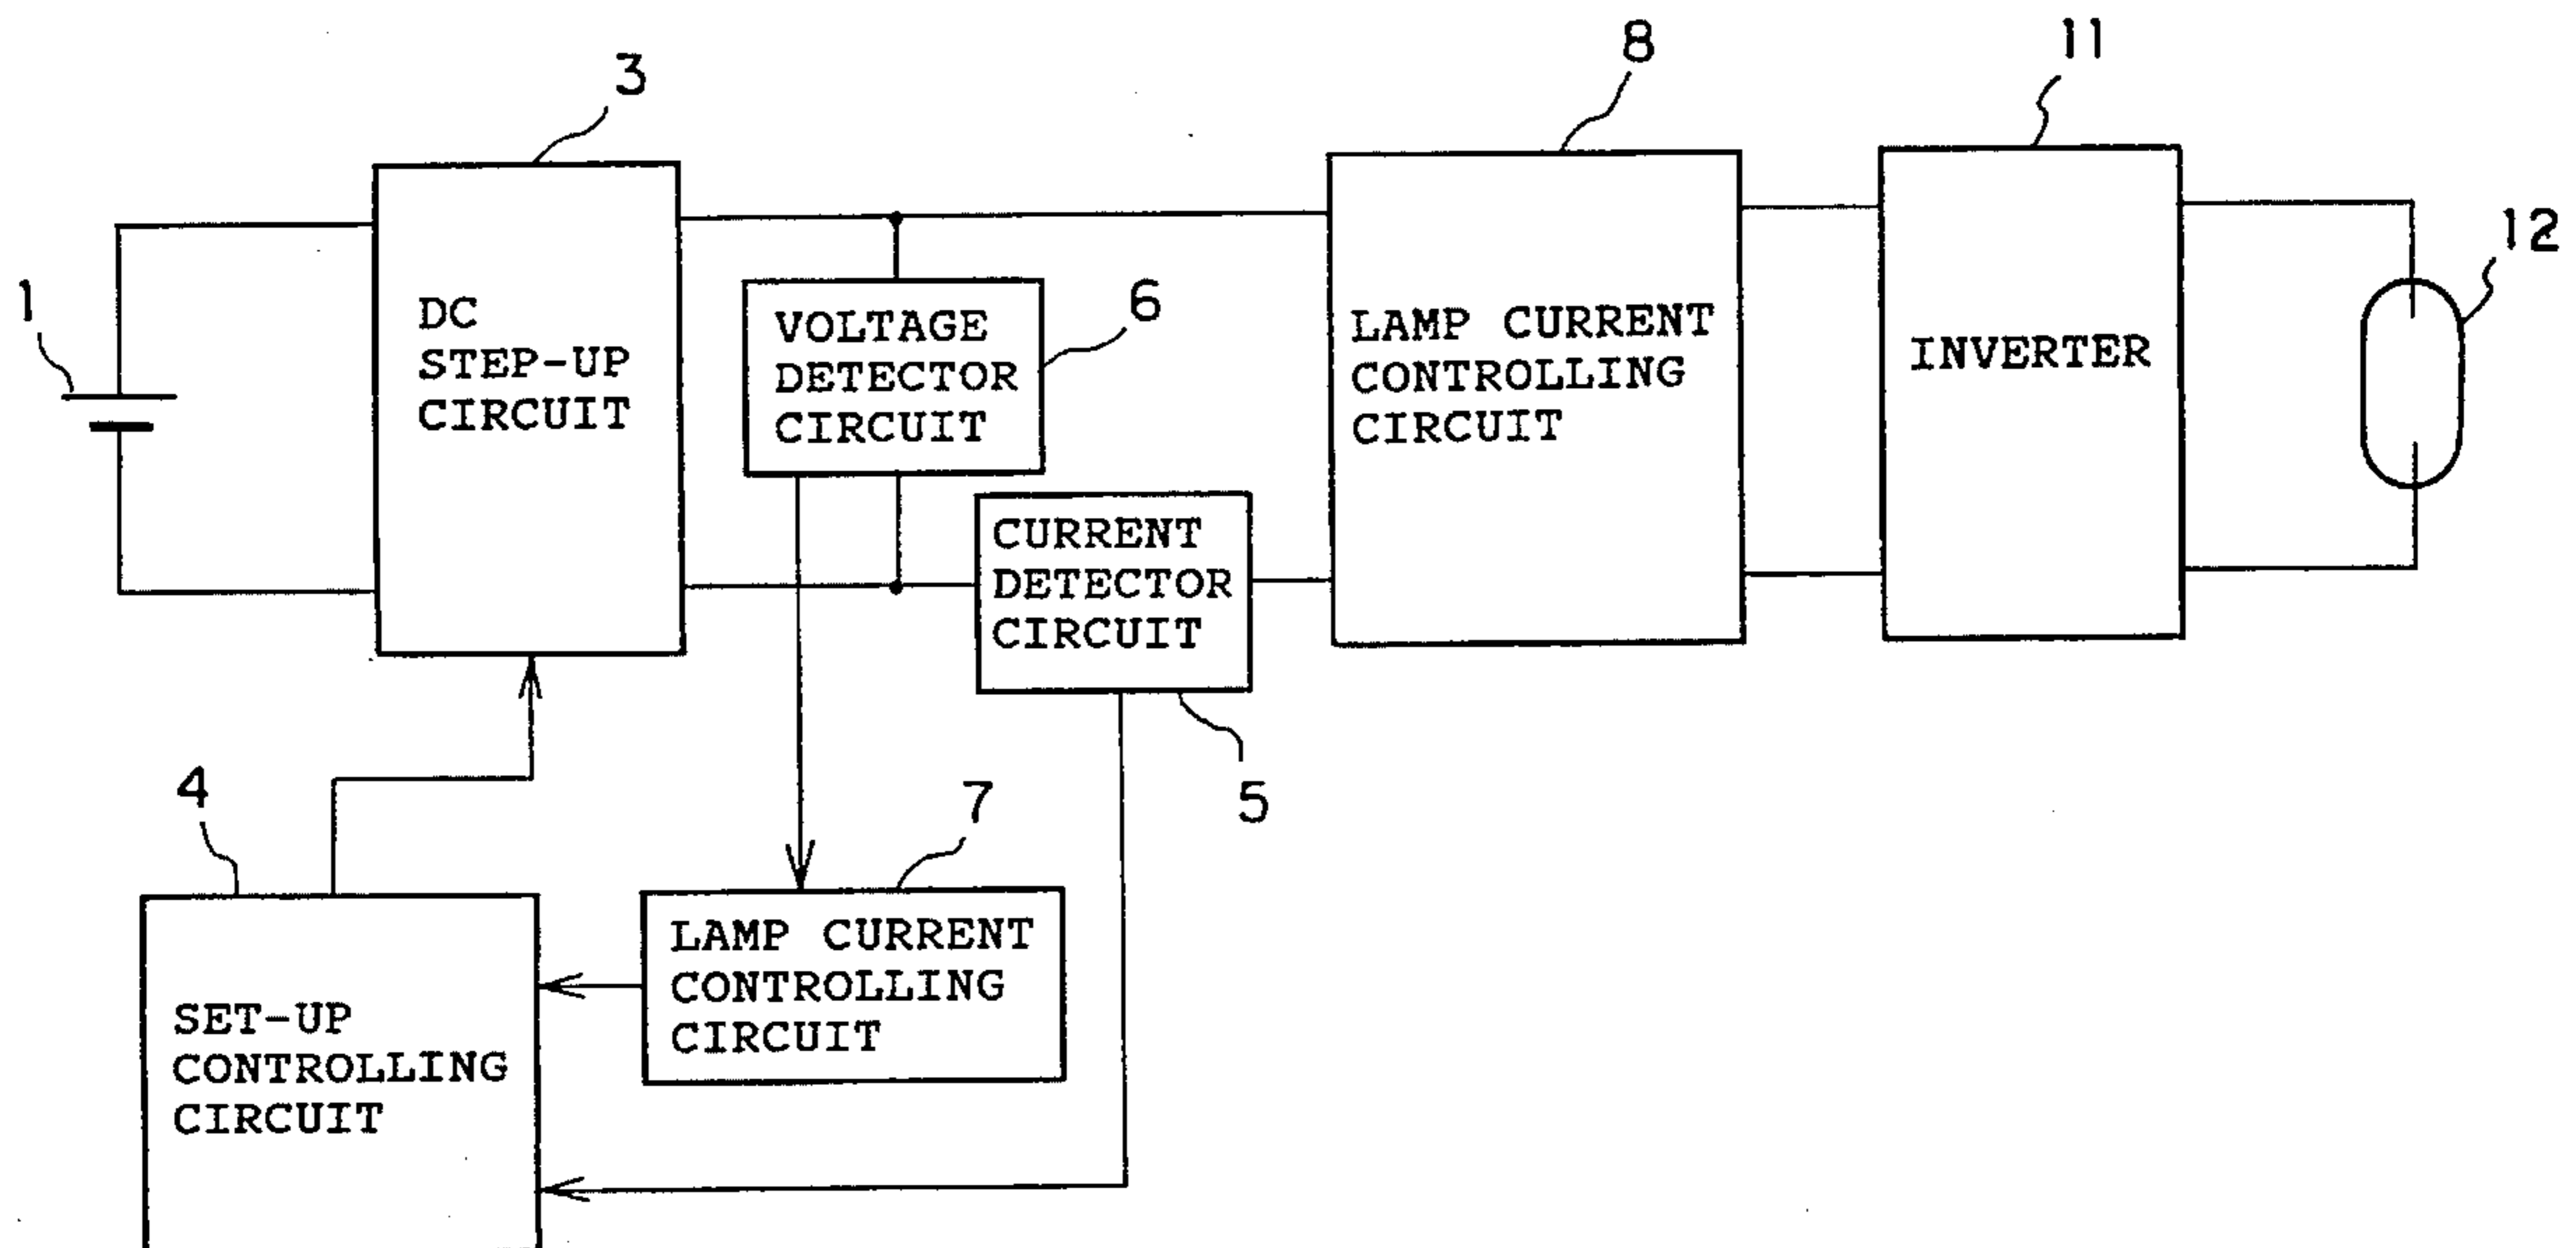 8
11
3
12
1
DC
STEP-UP
CIRCUIT
VOLTAGE
DETECTOR
CIRCUIT
6
LAMP CURRENT
CONTROLLING
CIRCUIT
INVERTER
CURRENT
DETECTOR
CIRCUIT
5
4
7
LAMP CURRENT
CONTROLLING
CIRCUIT
SET-UP
CONTROLLING
CIRCUIT